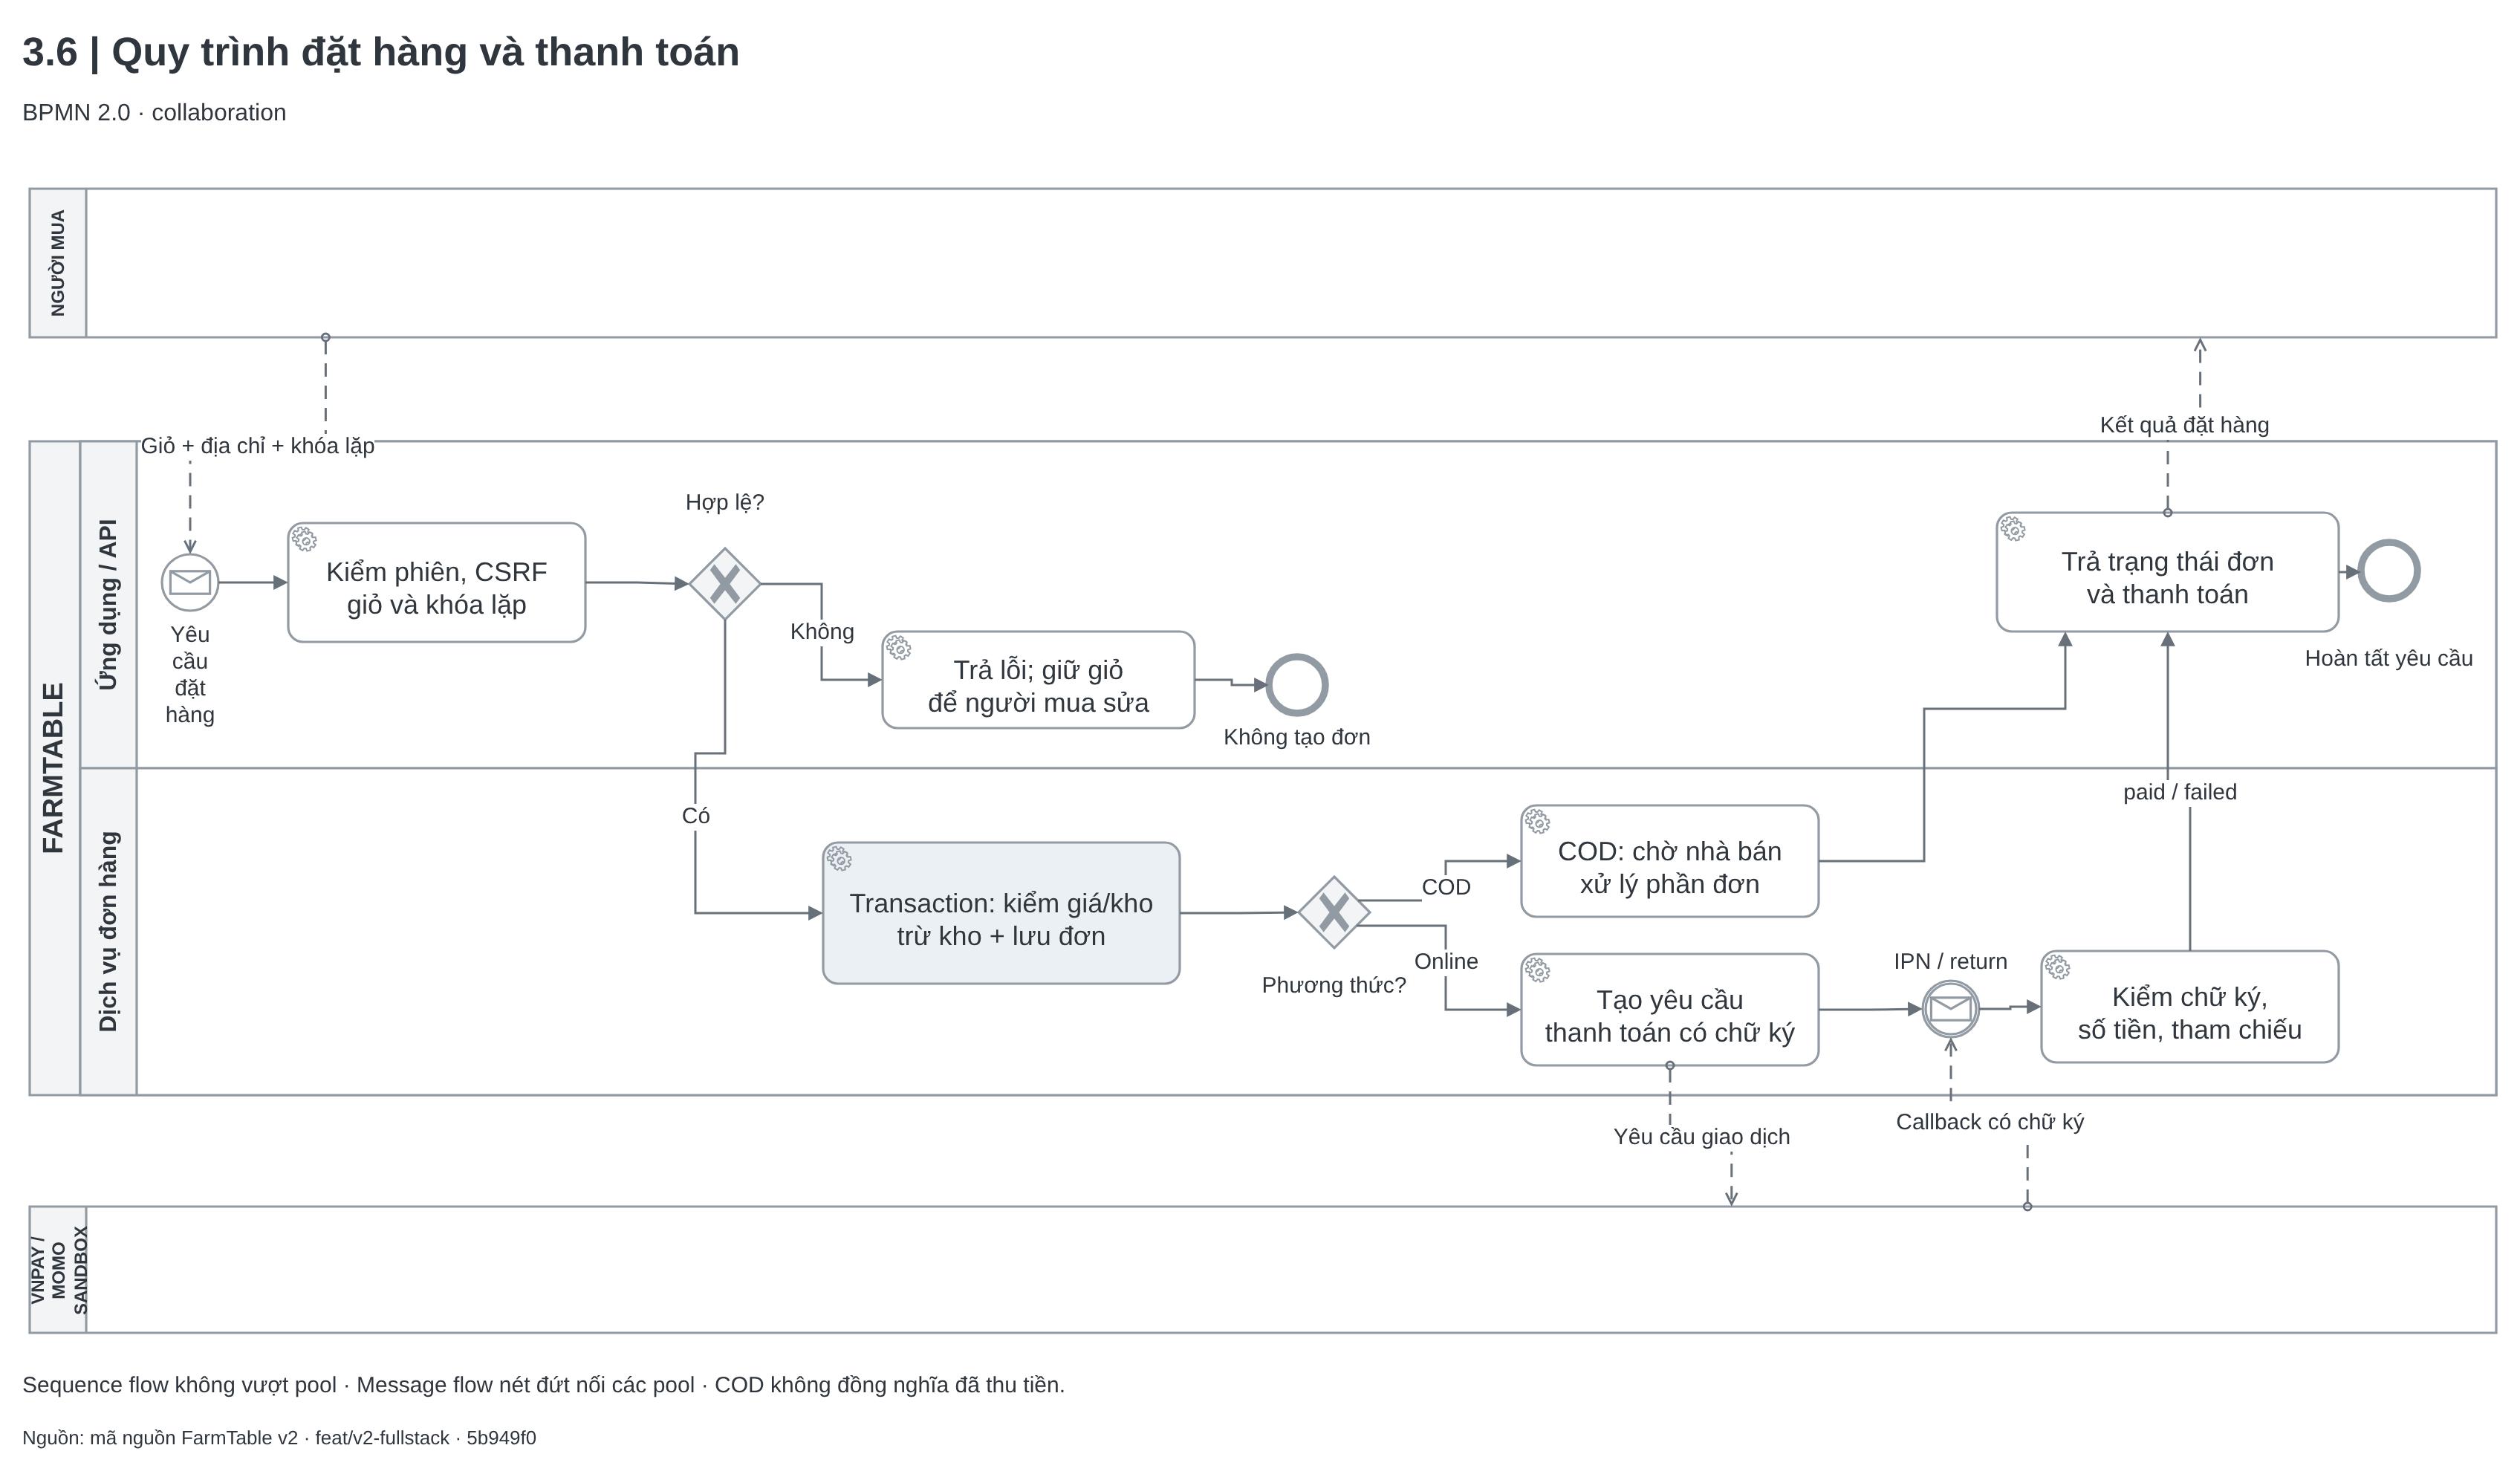 3.6 | Quy trình đặt hàng và thanh toán
BPMN 2.0 · collaboration
NGƯỜI MUA
Giỏ + địa chỉ + khóa lặp
Kết quả đặt hàng
FARMTABLE
Ứng dụng / API
Yêu
cầu
đặt
hàng
Kiểm phiên, CSRF
giỏ và khóa lặp
Hợp lệ?
Không
Trả lỗi; giữ giỏ
để người mua sửa
Không tạo đơn
Trả trạng thái đơn
và thanh toán
Hoàn tất yêu cầu
Dịch vụ đơn hàng
Có
Transaction: kiểm giá/kho
trừ kho + lưu đơn
Phương thức?
COD
Online
COD: chờ nhà bán
xử lý phần đơn
Tạo yêu cầu
thanh toán có chữ ký
IPN / return
Kiểm chữ ký,
số tiền, tham chiếu
paid / failed
Yêu cầu giao dịch
Callback có chữ ký
VNPAY /
MOMO
SANDBOX
Sequence flow không vượt pool · Message flow nét đứt nối các pool · COD không đồng nghĩa đã thu tiền.
Nguồn: mã nguồn FarmTable v2 · feat/v2-fullstack · 5b949f0